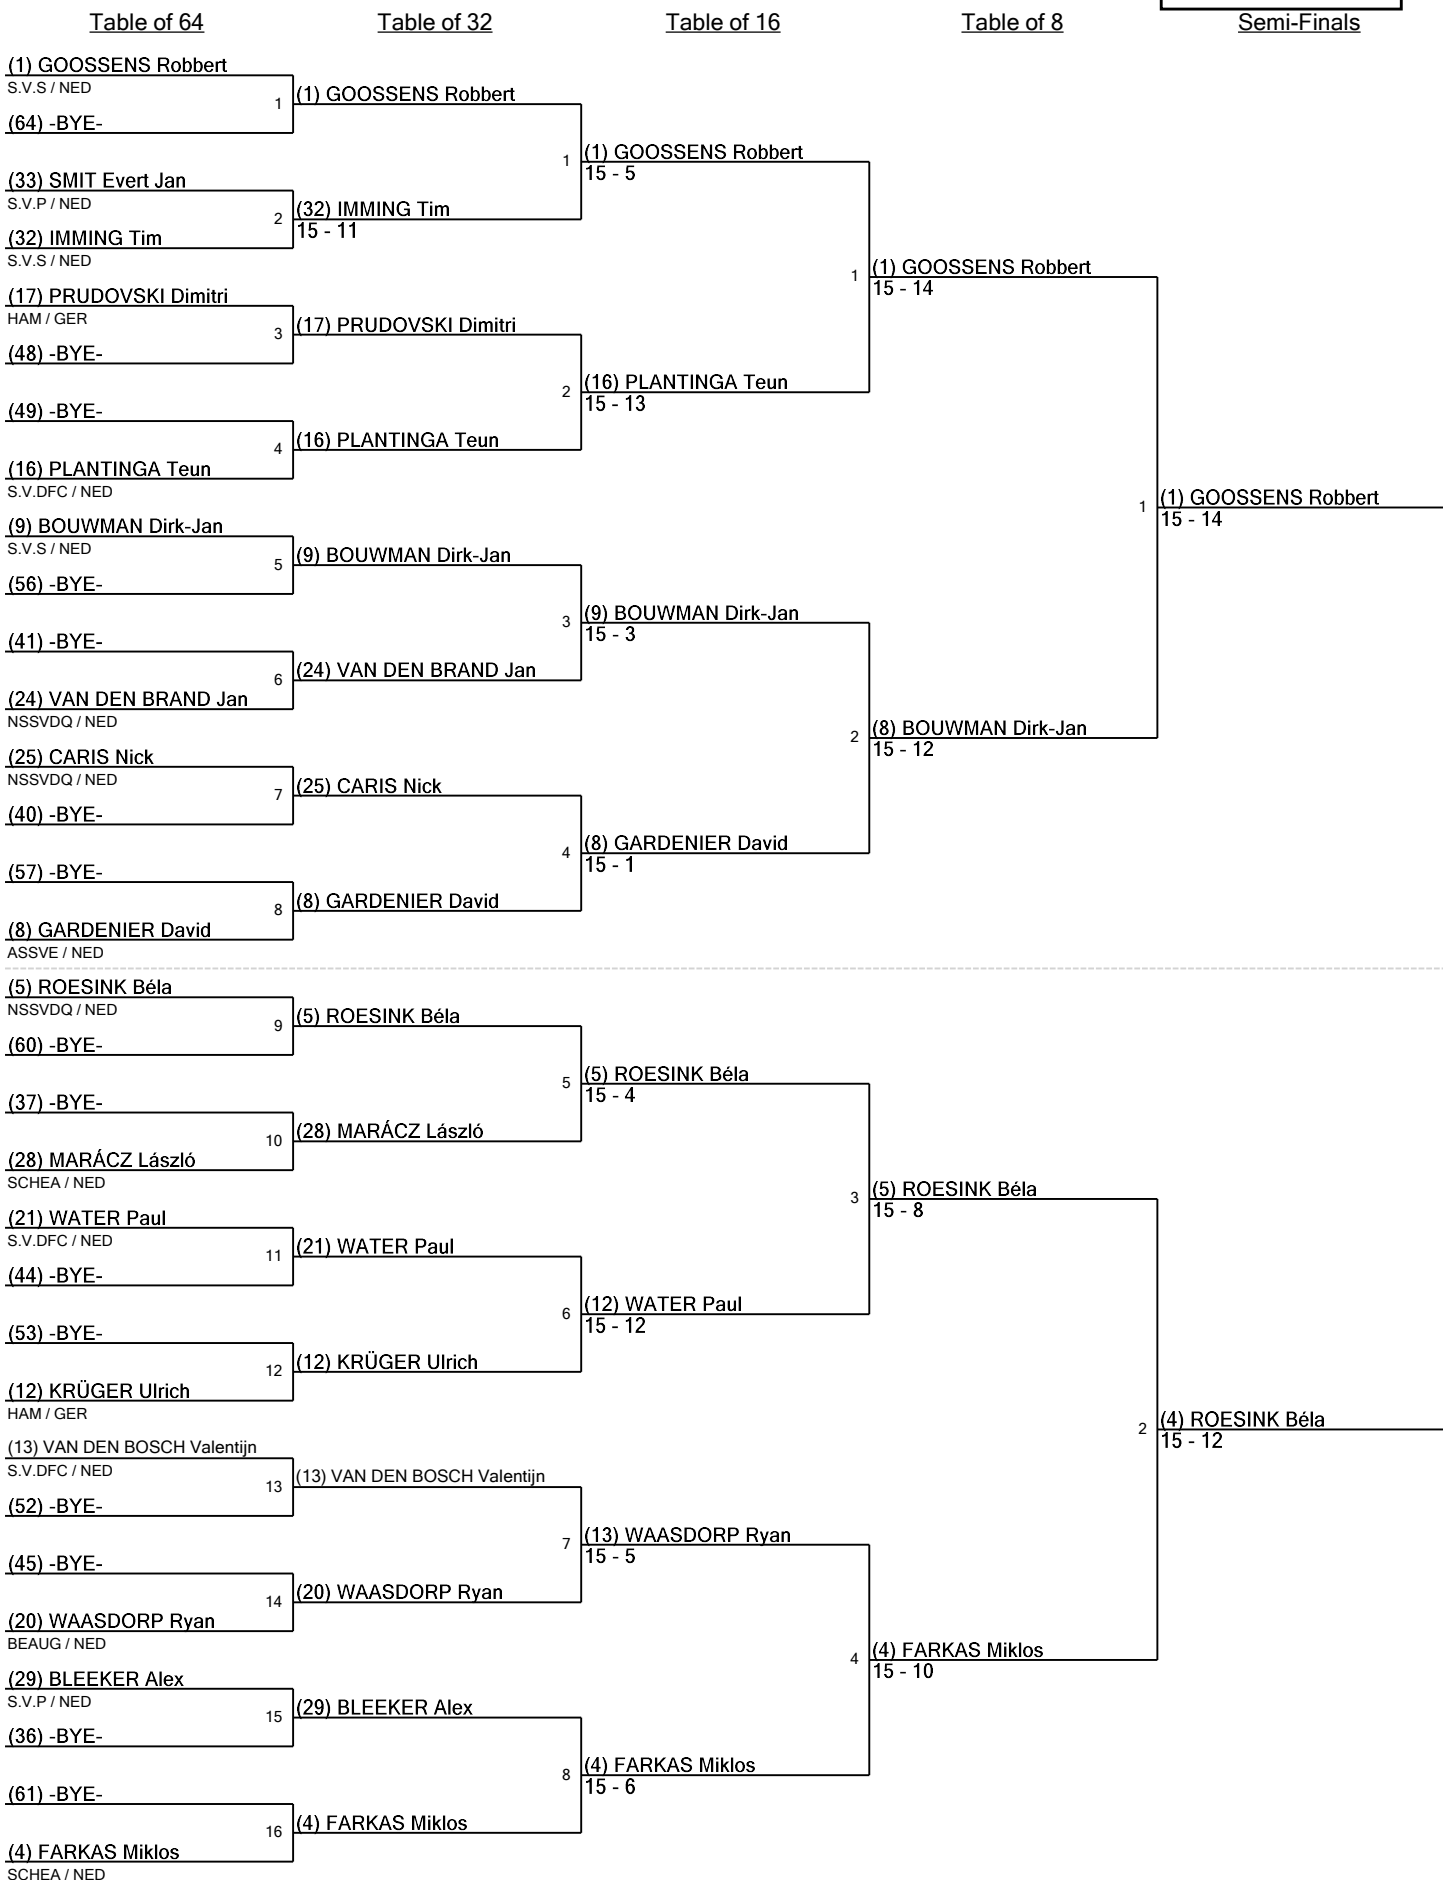 Table of 64
Table of 32
Table of 16
Table of 8
Semi-Finals
(1) GOOSSENS Robbert
S.V.S / NED
1
(64) -BYE-
(33) SMIT Evert Jan
S.V.P / NED
2
(32) IMMING Tim
S.V.S / NED
(17) PRUDOVSKI Dimitri
HAM / GER
3
(48) -BYE-
(49) -BYE-
4
(16) PLANTINGA Teun
S.V.DFC / NED
(9) BOUWMAN Dirk-Jan
S.V.S / NED
5
(56) -BYE-
(41) -BYE-
6
(24) VAN DEN BRAND Jan
NSSVDQ / NED
(25) CARIS Nick
NSSVDQ / NED
7
(40) -BYE-
(57) -BYE-
8
(8) GARDENIER David
ASSVE / NED
(5) ROESINK Béla
NSSVDQ / NED
9
(60) -BYE-
(37) -BYE-
10
(28) MARÁCZ László
SCHEA / NED
(21) WATER Paul
S.V.DFC / NED
11
(44) -BYE-
(53) -BYE-
12
(12) KRÜGER Ulrich
HAM / GER
(13) VAN DEN BOSCH Valentijn
S.V.DFC / NED
13
(52) -BYE-
(45) -BYE-
14
(20) WAASDORP Ryan
BEAUG / NED
(29) BLEEKER Alex
S.V.P / NED
15
(36) -BYE-
(61) -BYE-
16
(4) FARKAS Miklos
SCHEA / NED
(1) GOOSSENS Robbert
1
(32) IMMING Tim
15 - 11
(17) PRUDOVSKI Dimitri
2
(16) PLANTINGA Teun
(9) BOUWMAN Dirk-Jan
3
(24) VAN DEN BRAND Jan
(25) CARIS Nick
4
(8) GARDENIER David
(5) ROESINK Béla
5
(28) MARÁCZ László
(21) WATER Paul
6
(12) KRÜGER Ulrich
(13) VAN DEN BOSCH Valentijn
7
(20) WAASDORP Ryan
(29) BLEEKER Alex
8
(4) FARKAS Miklos
(1) GOOSSENS Robbert
15 - 5
1
(16) PLANTINGA Teun
15 - 13
(9) BOUWMAN Dirk-Jan
15 - 3
2
(8) GARDENIER David
15 - 1
(5) ROESINK Béla
15 - 4
3
(12) WATER Paul
15 - 12
(13) WAASDORP Ryan
15 - 5
4
(4) FARKAS Miklos
15 - 6
(1) GOOSSENS Robbert
15 - 14
1
(8) BOUWMAN Dirk-Jan
15 - 12
(5) ROESINK Béla
15 - 8
2
(4) FARKAS Miklos
15 - 10
(1) GOOSSENS Robbert
15 - 14
(4) ROESINK Béla
15 - 12